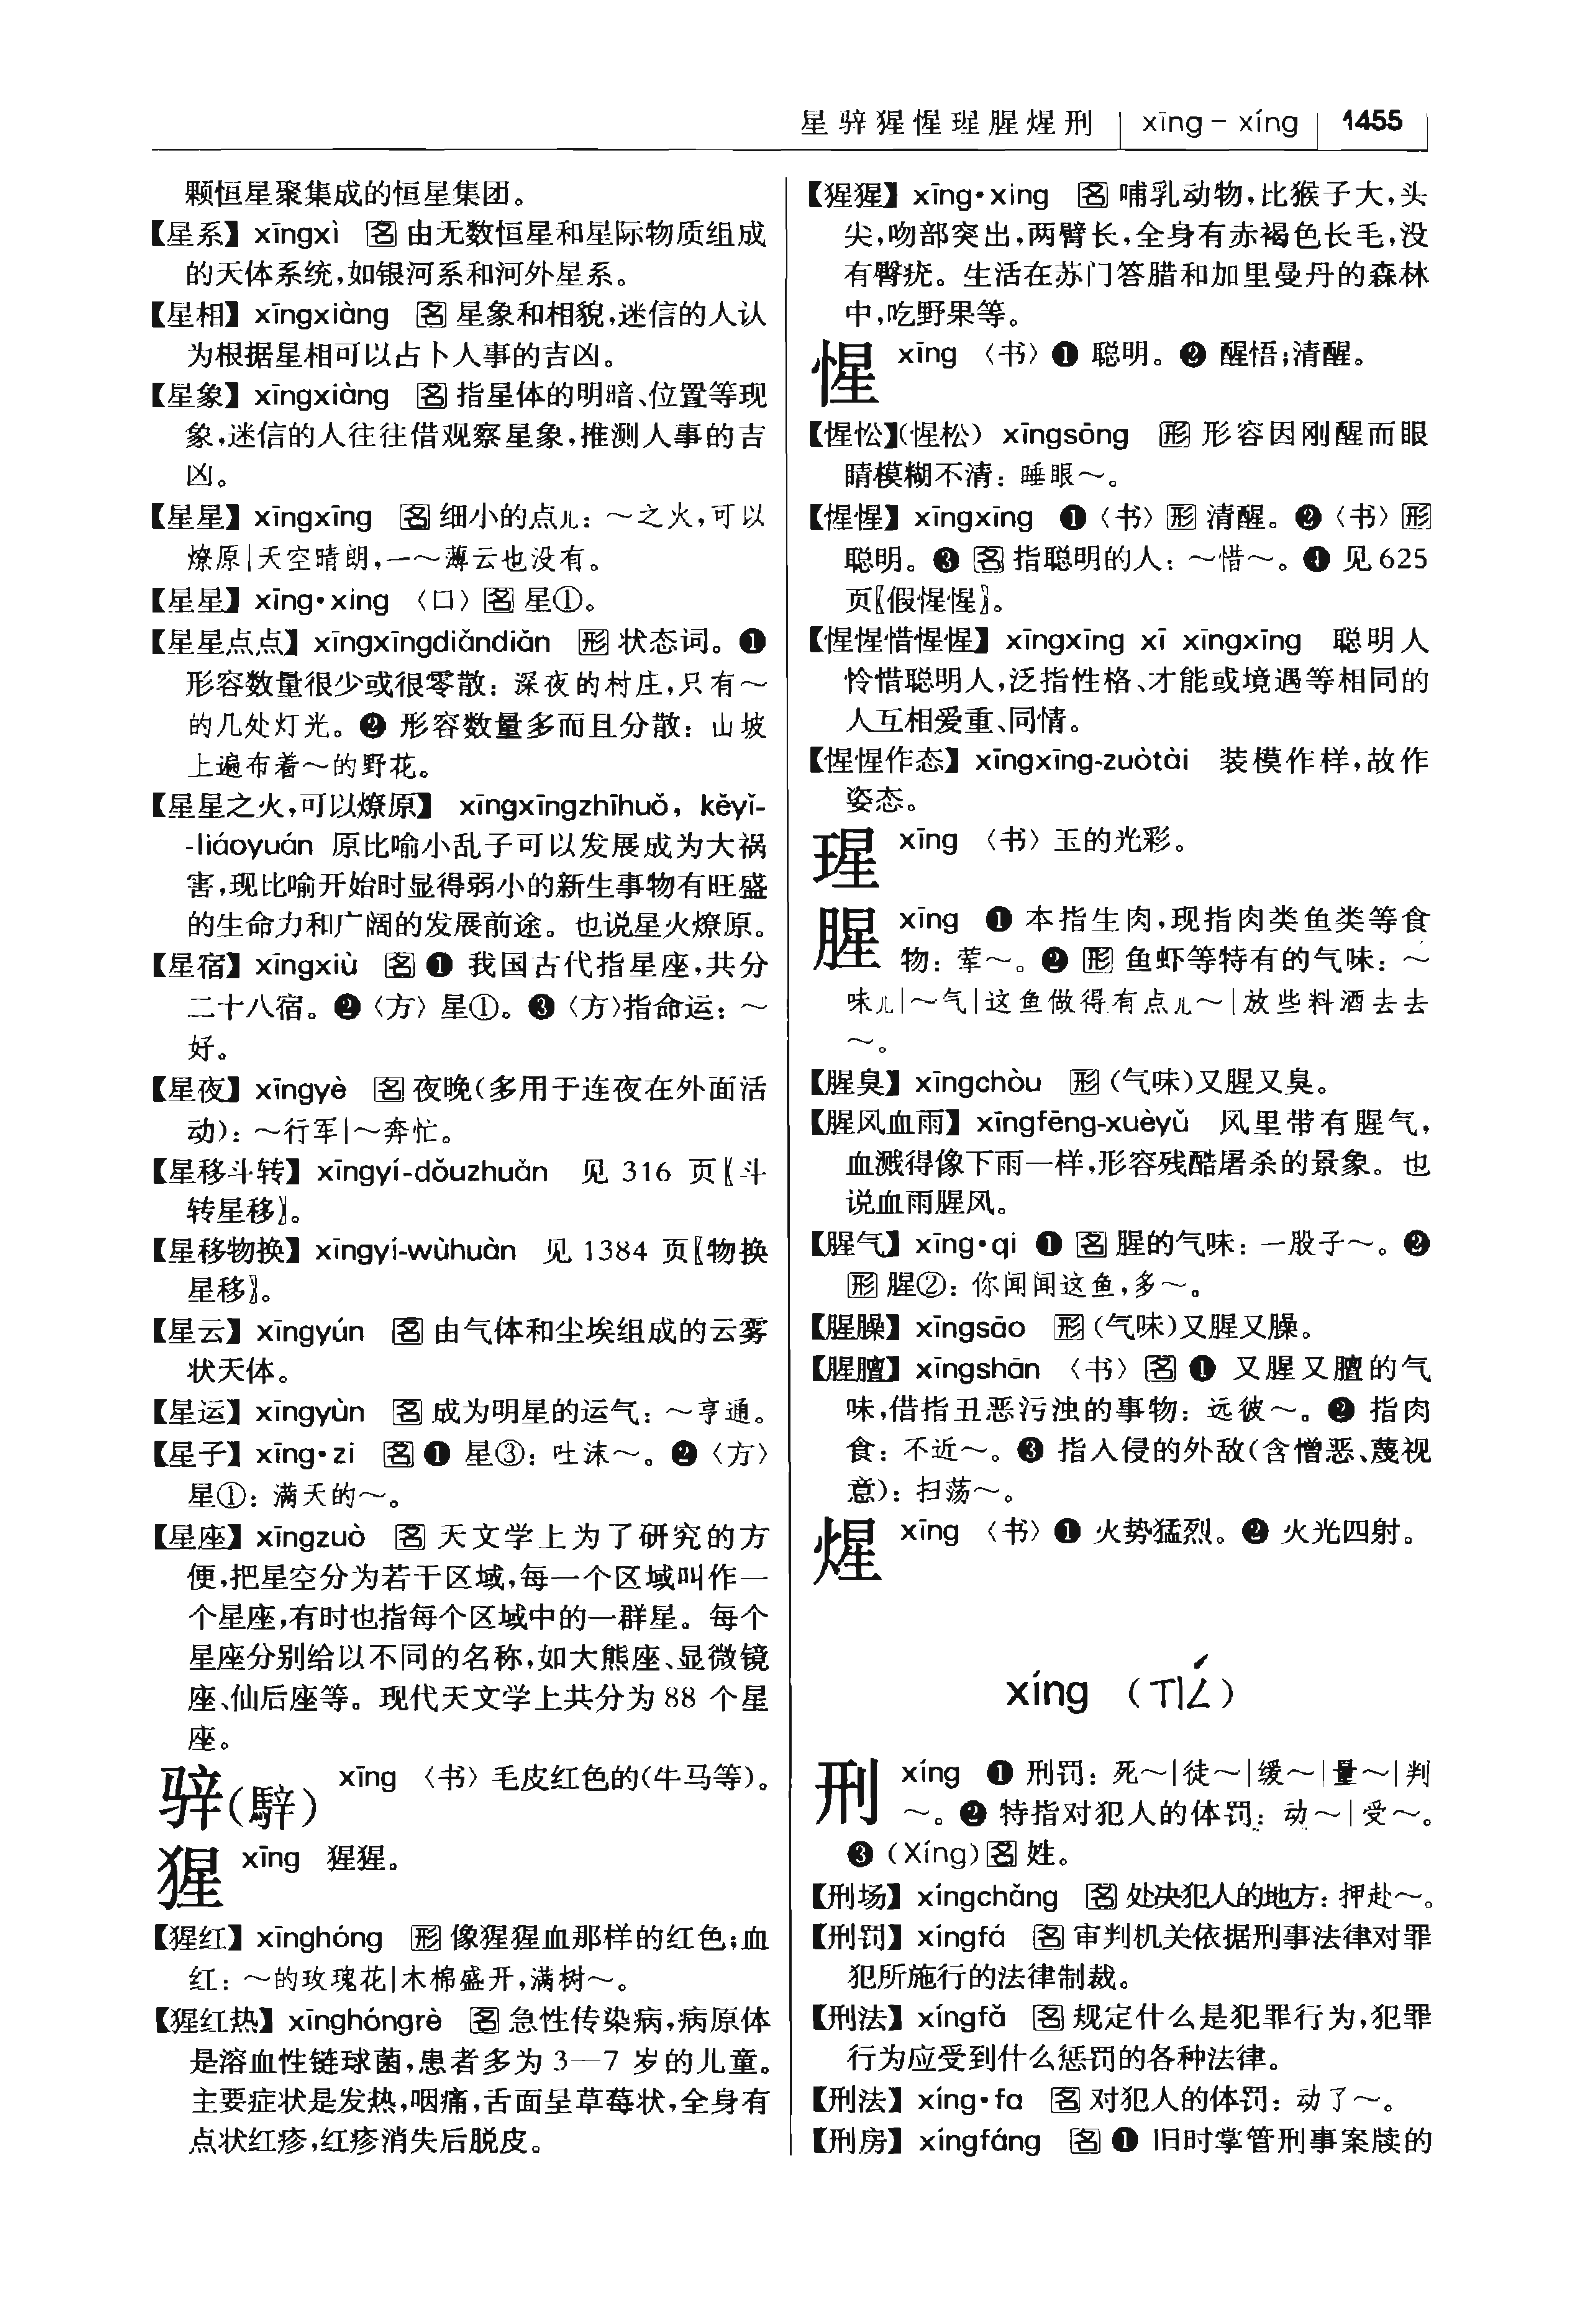 星骍猩惺瑆腥煋刑 xīng – xíng 1455
颗恒星聚集成的恒星集团。
【星系】xīngxì 名 由无数恒星和星际物质组成
的天体系统,如银河系和河外星系。
【星相】xīngxiàng 名 星象和相貌,迷信的人认
为根据星相可以占卜人事的吉凶。
【星象】xīngxiàng 名 指星体的明暗、位置等现
象,迷信的人往往借观察星象,推测人事的吉
凶。
【星星】xīngxīng 名 细小的点儿:~之火,可以
燎原|天空晴朗,一~薄云也没有。
【星星】xīng•xing 〈口〉名 星①。
【星星点点】xīngxīngdiǎndiǎn 形 状态词。❶
形容数量很少或很零散:深夜的村庄,只有~
的几处灯光。❷ 形容数量多而且分散:山坡
上遍布着~的野花。
【星星之火,可以燎原】 xīngxīngzhīhuǒ, kěyǐ-
-liáoyuán 原比喻小乱子可以发展成为大祸
害,现比喻开始时显得弱小的新生事物有旺盛
的生命力和广阔的发展前途。也说星火燎原。
【星宿】xīngxiù 名 ❶ 我国古代指星座,共分
二十八宿。❷〈方〉星①。❸〈方〉指命运:~
好。
【星夜】xīngyè 名 夜晚(多用于连夜在外面活
动):~行军|~奔忙。
【星移斗转】xīngyí-dǒuzhuǎn 见 316 页〖斗
转星移〗。
【星移物换】xīngyí-wùhuàn 见 1384 页〖物换
星移〗。
【星云】xīngyún 名 由气体和尘埃组成的云雾
状天体。
【星运】xīngyùn 名 成为明星的运气:~亨通。
【星子】xīng•zi 名 ❶ 星③:吐沫~。❷〈方〉
星①:满天的~。
【星座】xīngzuò 名 天文学上为了研究的方
便,把星空分为若干区域,每一个区域叫作一
个星座,有时也指每个区域中的一群星。每个
星座分别给以不同的名称,如大熊座、显微镜
座、仙后座等。现代天文学上共分为 88 个星
座。
骍(騂) xīng 〈书〉毛皮红色的(牛马等)。
猩 xīng 猩猩。
【猩红】xīnghóng 形 像猩猩血那样的红色;血
红:~的玫瑰花|木棉盛开,满树~。
【猩红热】xīnghóngrè 名 急性传染病,病原体
是溶血性链球菌,患者多为 3—7 岁的儿童。
主要症状是发热,咽痛,舌面呈草莓状,全身有
点状红疹,红疹消失后脱皮。
【猩猩】xīng•xing 名 哺乳动物,比猴子大,头
尖,吻部突出,两臂长,全身有赤褐色长毛,没
有臀疣。生活在苏门答腊和加里曼丹的森林
中,吃野果等。
惺 xīng 〈书〉❶ 聪明。❷ 醒悟;清醒。
【惺忪】(惺松) xīngsōng 形 形容因刚醒而眼
睛模糊不清:睡眼~。
【惺惺】xīngxīng ❶〈书〉形 清醒。❷〈书〉形
聪明。❸ 名 指聪明的人:~惜~。❹ 见 625
页〖假惺惺〗。
【惺惺惜惺惺】xīngxīng xī xīngxīng 聪明人
怜惜聪明人,泛指性格、才能或境遇等相同的
人互相爱重、同情。
【惺惺作态】xīngxīng-zuòtài 装模作样,故作
姿态。
瑆 xīng 〈书〉玉的光彩。
腥 xīng ❶ 本指生肉,现指肉类鱼类等食
物:荤~。❷ 形 鱼虾等特有的气味:~
味儿|~气|这鱼做得有点儿~|放些料酒去去
~。
【腥臭】xīngchòu 形 (气味)又腥又臭。
【腥风血雨】xīngfēng-xuèyǔ 风里带有腥气,
血溅得像下雨一样,形容残酷屠杀的景象。也
说血雨腥风。
【腥气】xīng•qi ❶ 名 腥的气味:一股子~。❷
形 腥②:你闻闻这鱼,多~。
【腥臊】xīngsāo 形 (气味)又腥又臊。
【腥膻】xīngshān 〈书〉名 ❶ 又腥又膻的气
味,借指丑恶污浊的事物:远彼~。❷ 指肉
食:不近~。❸ 指入侵的外敌(含憎恶、蔑视
意):扫荡~。
煋 xīng 〈书〉❶ 火势猛烈。❷ 火光四射。
xíng (ㄒㄧㄥˊ)
刑 xíng ❶ 刑罚:死~|徒~|缓~|量~|判
~。❷ 特指对犯人的体罚:动~|受~。
❸ (Xíng) 名 姓。
【刑场】xíngchǎng 名 处决犯人的地方:押赴~。
【刑罚】xíngfá 名 审判机关依据刑事法律对罪
犯所施行的法律制裁。
【刑法】xíngfǎ 名 规定什么是犯罪行为,犯罪
行为应受到什么惩罚的各种法律。
【刑法】xíng•fa 名 对犯人的体罚:动了~。
【刑房】xíngfáng 名 ❶ 旧时掌管刑事案牍的